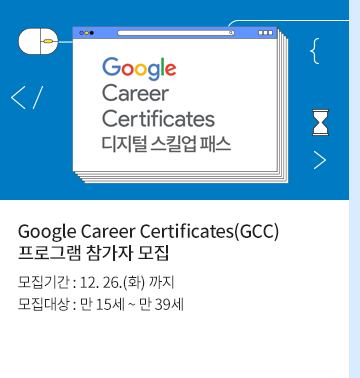 Google
Career
Certificates
디지털 스킬업 패스
Google Career Certificates(GCC)
프로그램 참가자 모집
모집기간 : 12. 26.(화) 까지
모집대상 : 만 15세 ~ 만 39세